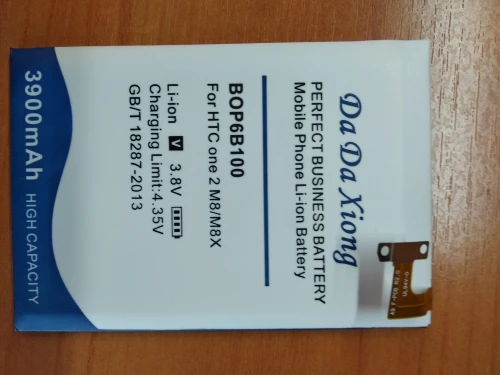 Da Da Xiong
PERFECT BUSINESS BATTERY
Mobile Phone Li-Ion Battery
BOP6B100
For HTC one 2 M8/M8X
Li-ion V 3.8V
Charging Limit:4.35V
GB/T 18287-2013
3900mAh HIGH CAPACITY